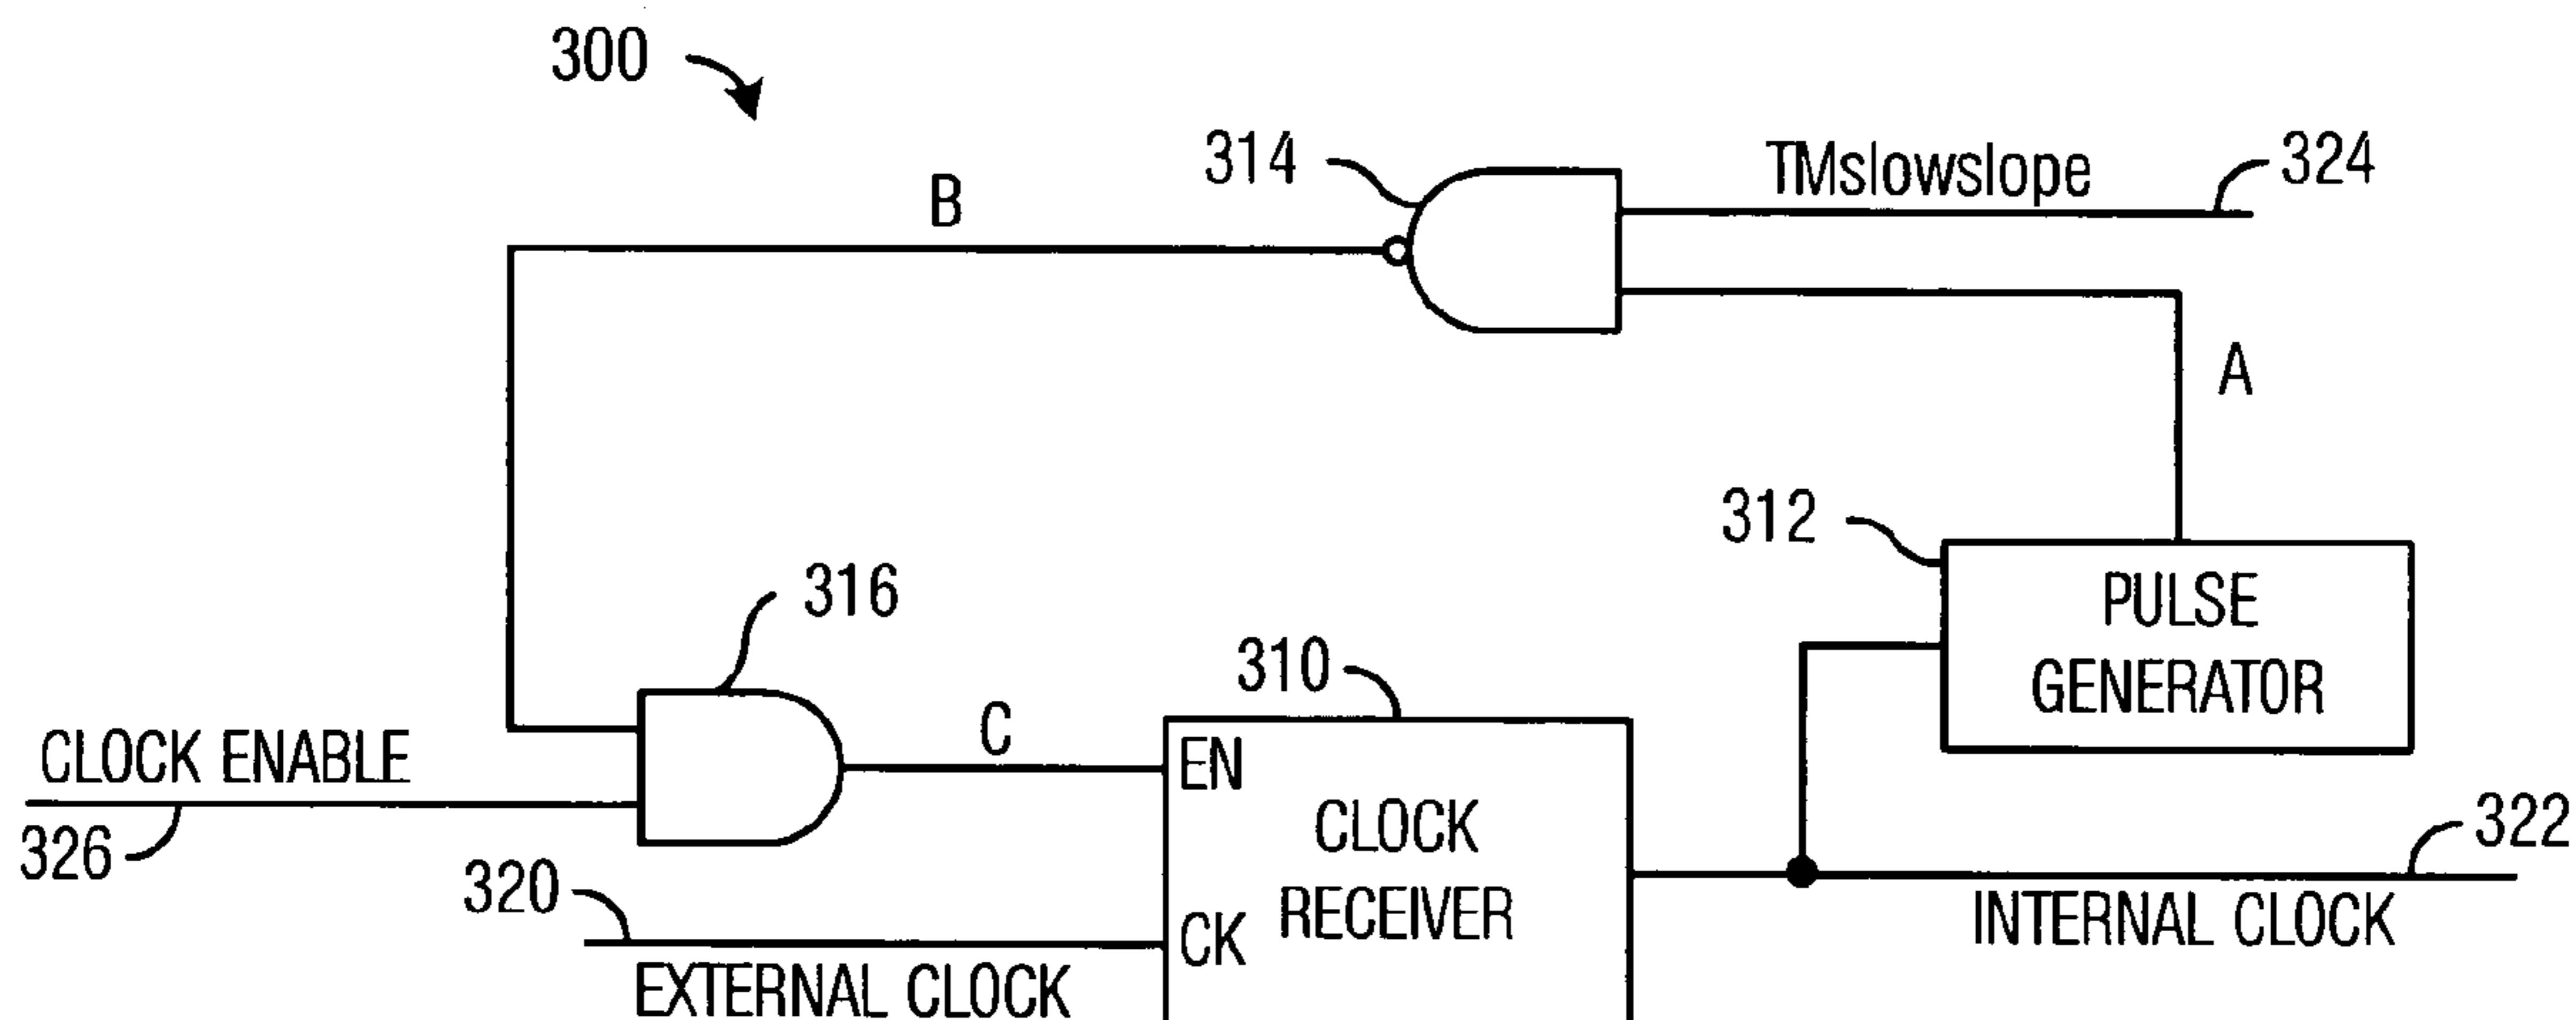 300
314
TMslowslope
324
B
A
312
PULSE
GENERATOR
316
310
CLOCK ENABLE
C
EN
326
CLOCK
RECEIVER
322
320
CK
INTERNAL CLOCK
EXTERNAL CLOCK